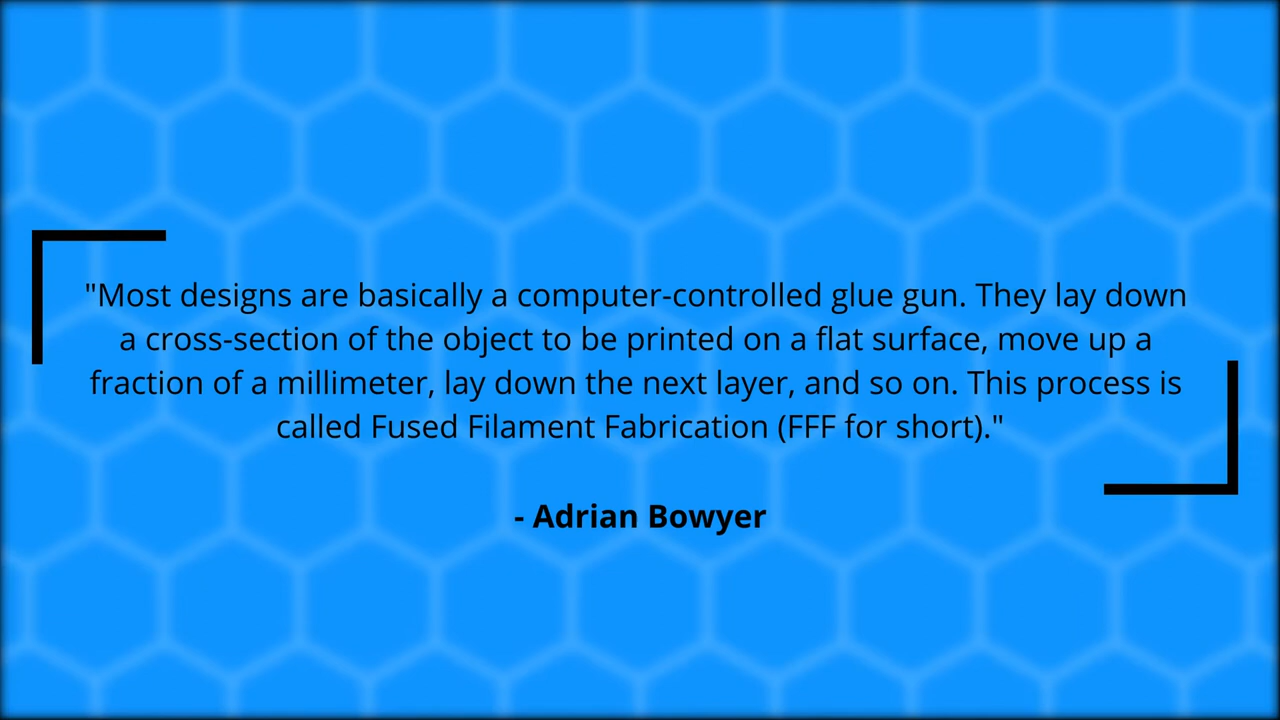 "Most designs are basically a computer-controlled glue gun. They lay down
a cross-section of the object to be printed on a flat surface, move up a
fraction of a millimeter, lay down the next layer, and so on. This process is
called Fused Filament Fabrication (FFF for short)."
- Adrian Bowyer